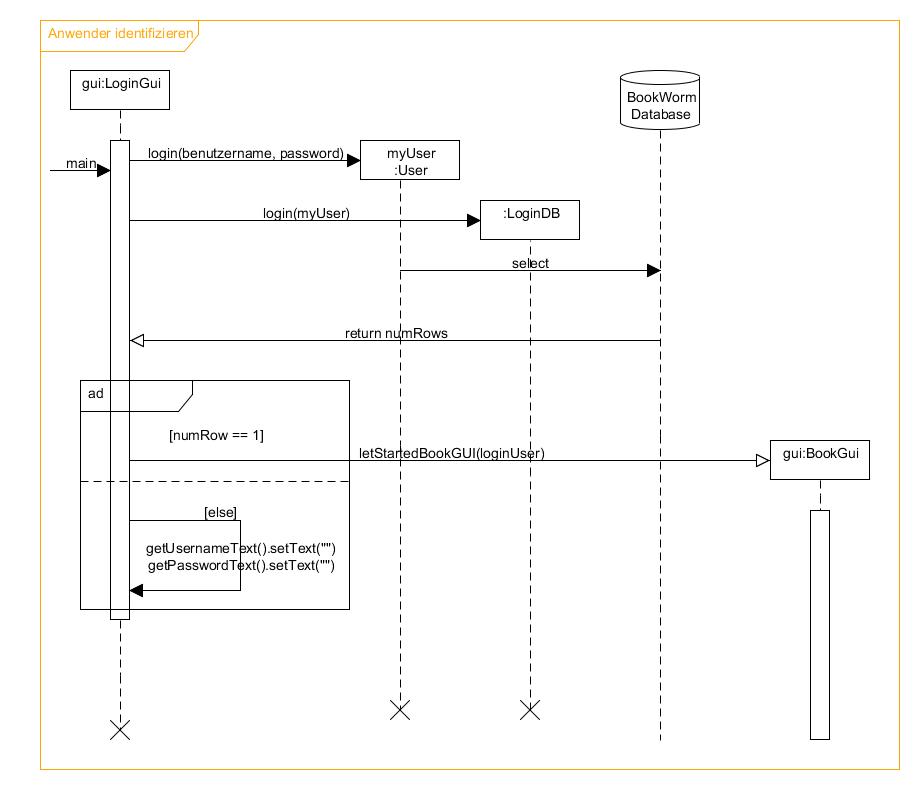 Anwender identifizieren
gui:LoginGui
BookWorm
Database
main
login(benutzername, password)
myUser
:User
login(myUser)
:LoginDB
select
return numRows
ad
[numRow == 1]
letStartedBookGUI(loginUser)
gui:BookGui
[else]
getUsernameText().setText("")
getPasswordText().setText("")